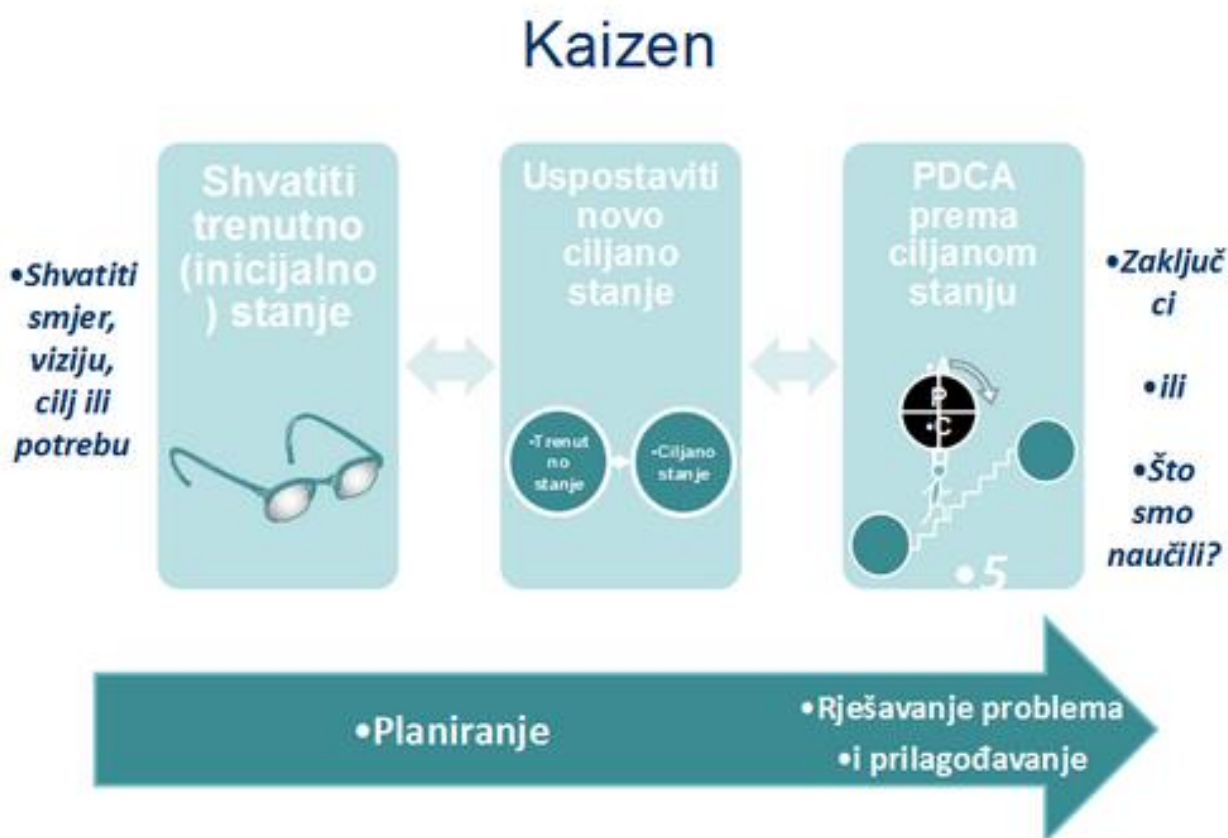 Kaizen
•Shvatiti
smjer,
viziju,
cilj ili
potrebu
Shvatiti
trenutno
(inicijalno
) stanje
Uspostaviti
novo
ciljano
stanje
•Trenut
no
stanje
•Ciljano
stanje
PDCA
prema
ciljanom
stanju
P
•C
•5
•Zaključ
ci
•ili
•Što
smo
naučili?
•Planiranje
•Rješavanje problema
•i prilagođavanje